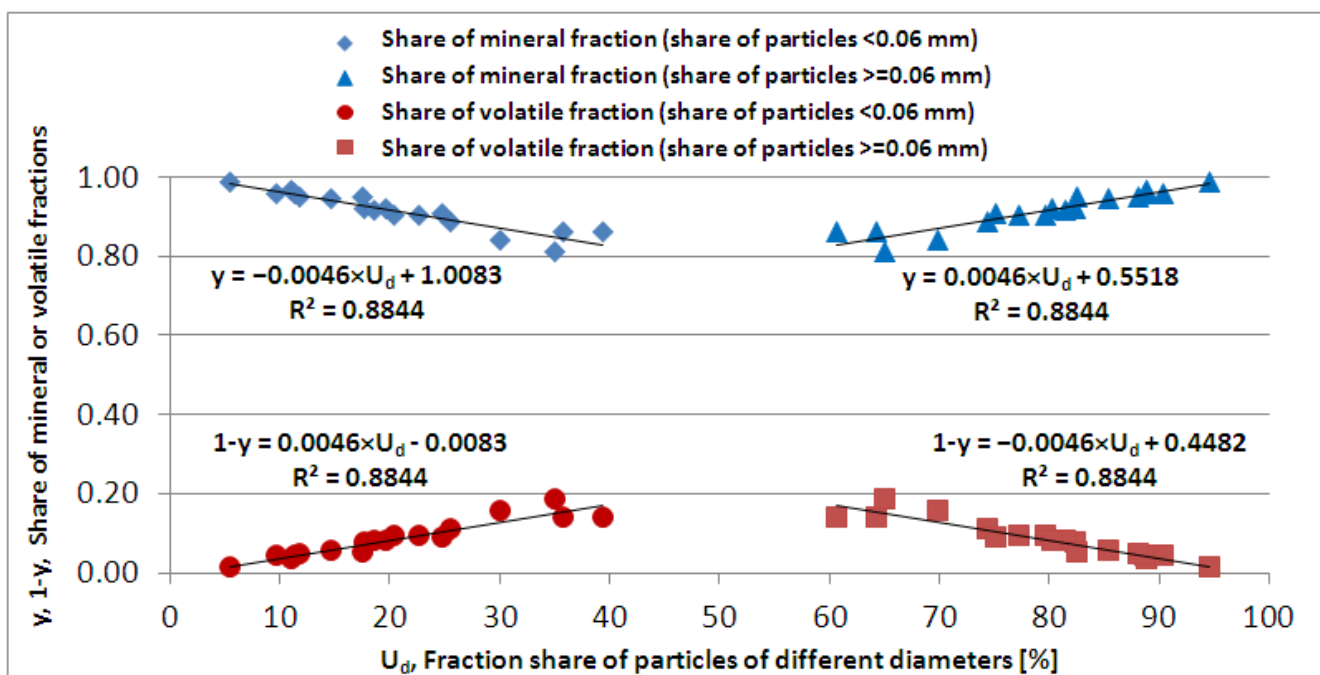 Share of mineral fraction (share of particles <0.06 mm)
Share of mineral fraction (share of particles >=0.06 mm)
Share of volatile fraction (share of particles <0.06 mm)
Share of volatile fraction (share of particles >=0.06 mm)
y, 1-y, Share of mineral or volatile fractions
1.00
0.80
0.60
0.40
0.20
0.00
y = −0.0046×Ud + 1.0083
R² = 0.8844
y = 0.0046×Ud + 0.5518
R² = 0.8844
1-y = 0.0046×Ud - 0.0083
R² = 0.8844
1-y = −0.0046×Ud + 0.4482
R² = 0.8844
0 10 20 30 40 50 60 70 80 90 100
Ud, Fraction share of particles of different diameters [%]